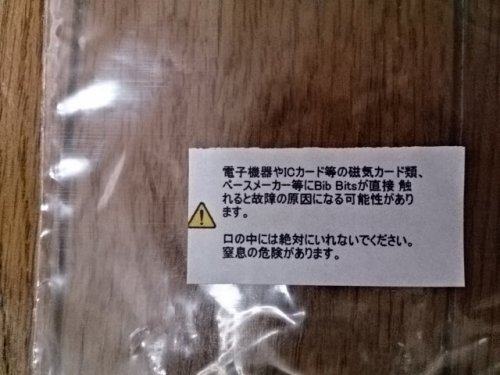 電子機器やICカード等の磁気カード類、
ペースメーカー等にBib Bitsが直接 触
れると故障の原因になる可能性があり
ます。
口の中には絶対にいれないでください。
窒息の危険があります。